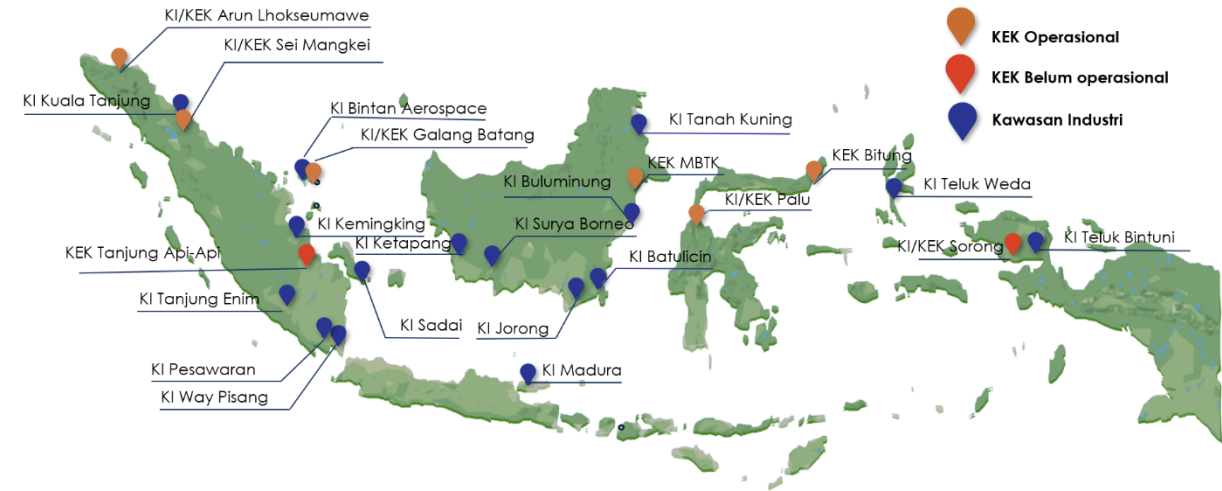 KI/KEK Arun Lhokseumawe
KEK Operasional
KI/KEK Sei Mangkei
KEK Belum operasional
KI Kuala Tanjung
KI Bintan Aerospace
KI Tanah Kuning
Kawasan Industri
KI/KEK Galang Batang
KEK MBTK
KEK Bitung
KI Buluminung
KI Teluk Weda
KI/KEK Palu
KI Kemingking
KI Surya Borneo
KI Ketapang
KI/KEK Sorong
KI Teluk Bintuni
KEK Tanjung Api-Api
KI Batulicin
KI Tanjung Enim
KI Sadai
KI Jorong
KI Pesawaran
KI Madura
KI Way Pisang